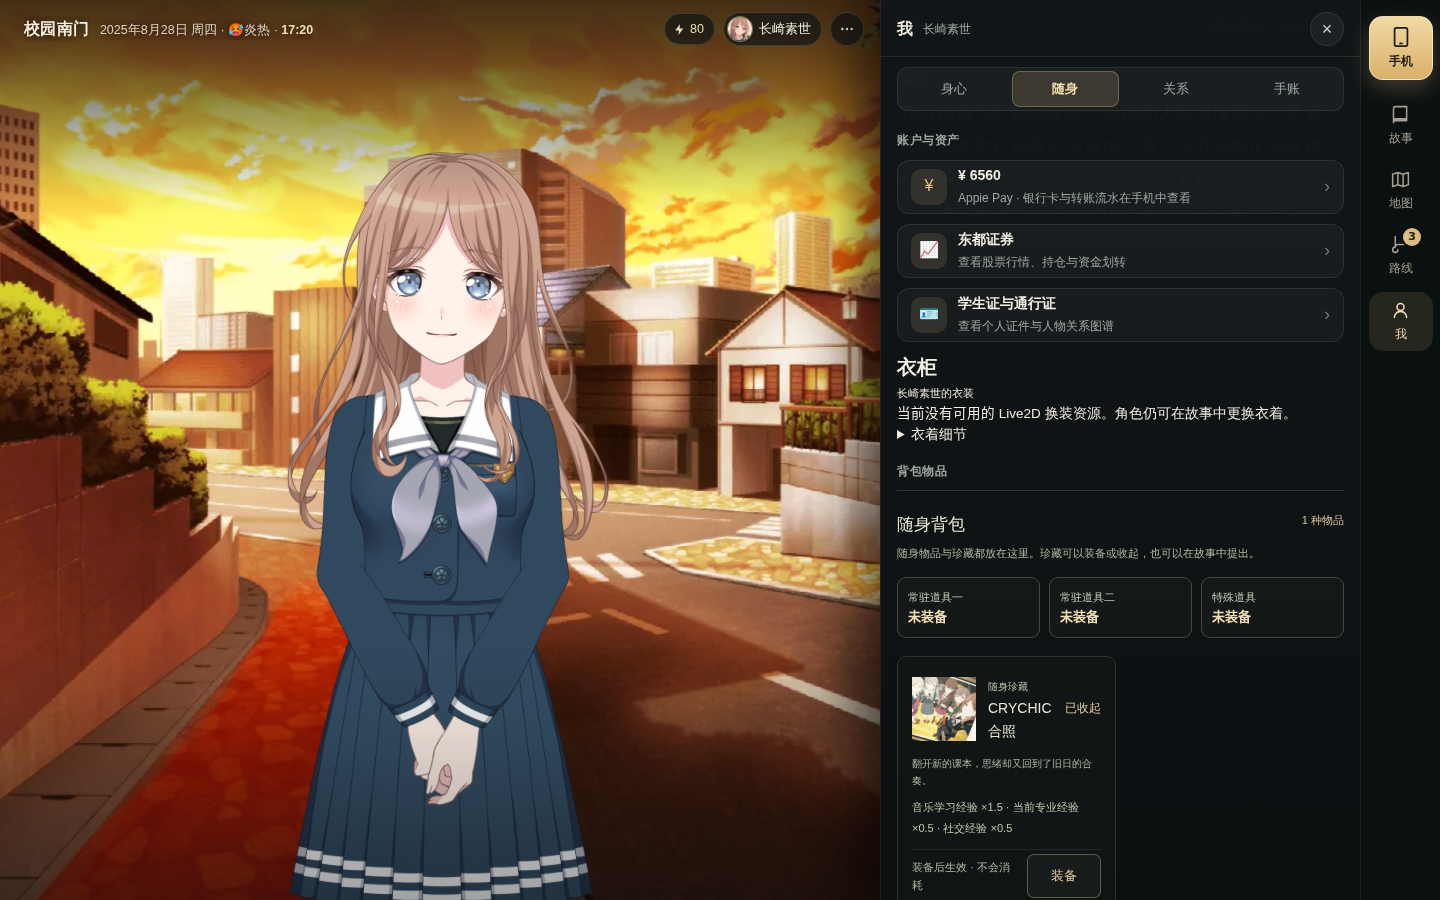 校园南门 2025年8月28日 周四 · 🥵炎热 · 17:20
80
长崎素世
我 长崎素世
身心 随身 关系 手账
账户与资产
¥ ¥ 6560
Appie Pay · 银行卡与转账流水在手机中查看
东都证券
查看股票行情、持仓与资金划转
学生证与通行证
查看个人证件与人物关系图谱
衣柜
长崎素世的衣装
当前没有可用的 Live2D 换装资源。角色仍可在故事中更换衣着。
衣着细节
背包物品
随身背包 1 种物品
随身物品与珍藏都放在这里。珍藏可以装备或收起，也可以在故事中提出。
常驻道具一 常驻道具二 特殊道具
未装备 未装备 未装备
随身珍藏
CRYCHIC 已收起
合照
翻开新的课本，思绪却又回到了旧日的合
奏。
音乐学习经验 ×1.5 · 当前专业经验
×0.5 · 社交经验 ×0.5
装备后生效 · 不会消
耗
装备
手机
故事
地图
3
路线
我